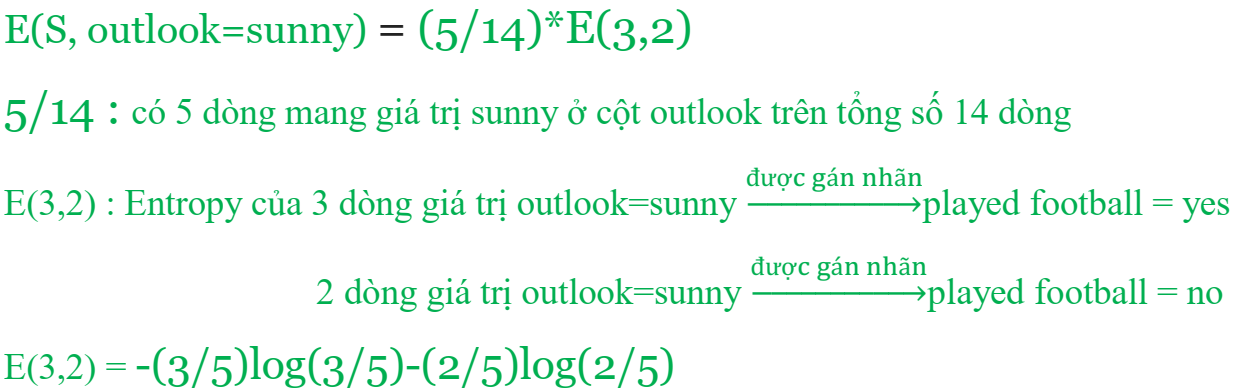 E(S, outlook=sunny) = (5/14)*E(3,2)
5/14 : có 5 dòng mang giá trị sunny ở cột outlook trên tổng số 14 dòng
được gán nhãn
E(3,2) : Entropy của 3 dòng giá trị outlook=sunny ⟶ played football = yes
được gán nhãn
2 dòng giá trị outlook=sunny ⟶ played football = no
E(3,2) = -(3/5)log(3/5)-(2/5)log(2/5)